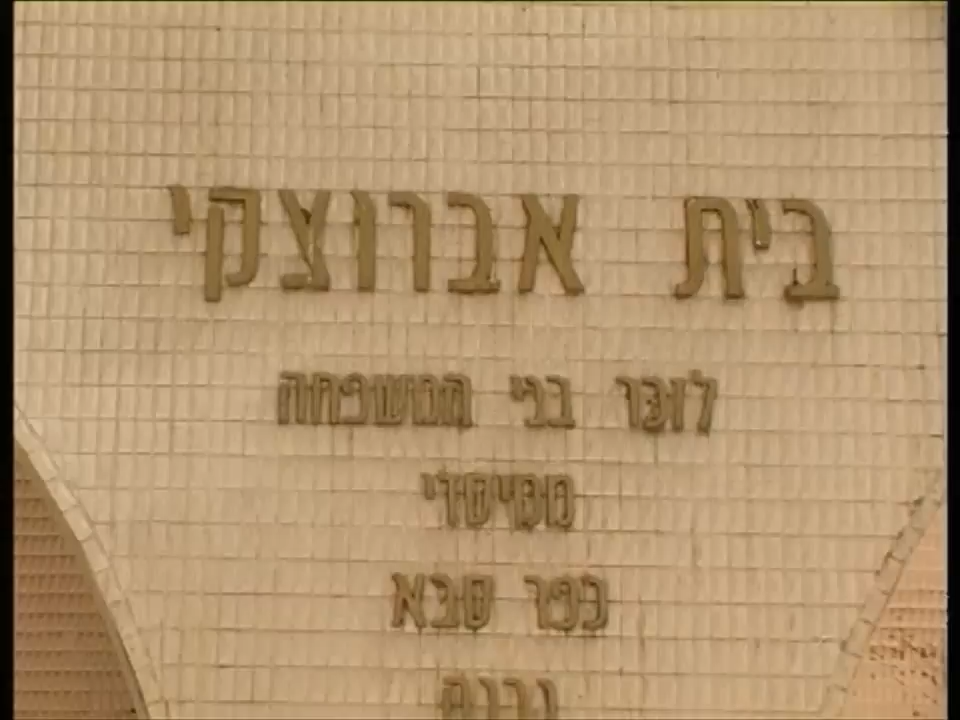 בית אברוצקי
לזכר בני המשפחה
ממיסדי
כפר סבא